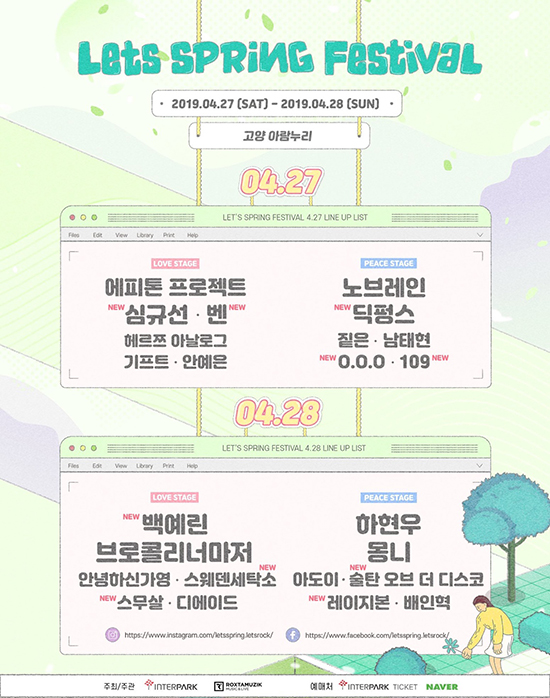 Lets SPRING FeStivaL
• 2019.04.27 (SAT) - 2019.04.28 (SUN) •
고양 아람누리
04.27
LET'S SPRING FESTIVAL 4.27 LINE UP LIST
Files Edit View Library Print Help
LOVE STAGE
에피톤 프로젝트
NEW 심규선 · 벤 NEW
헤르쯔 아날로그
기프트 · 안예은
PEACE STAGE
노브레인
NEW 딕펑스
짙은 · 남태현
NEW O.O.O · 109 NEW
04.28
LET'S SPRING FESTIVAL 4.28 LINE UP LIST
Files Edit View Library Print Help
LOVE STAGE
NEW 백예린
브로콜리너마저
안녕하신가영 · 스웨덴세탁소 NEW
NEW 스무살 · 디에이드
PEACE STAGE
하현우
몽니
아도이 · NEW 술탄 오브 더 디스코
NEW 레이지본 · 배인혁
https://www.instagram.com/letsspring.letsrock/
https://www.facebook.com/letsspring.letsrock/
주최/주관 INTERPARK ROXTAMUZIK MUSIC & LIVE 예매처 INTERPARK TICKET NAVER